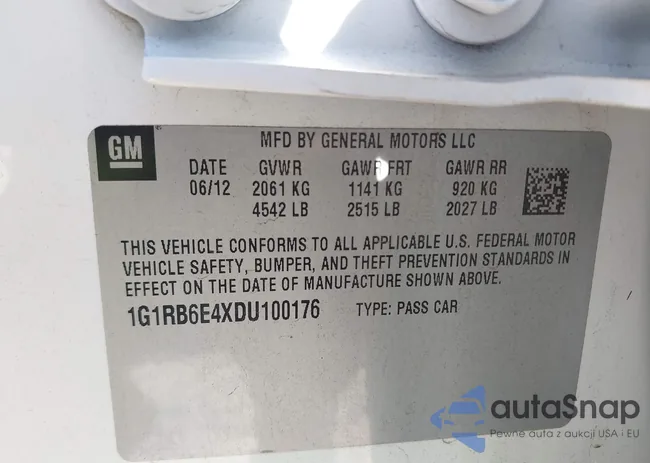 GM
MFD BY GENERAL MOTORS LLC
DATE GVWR GAWR FRT GAWR RR
06/12 2061 KG 1141 KG 920 KG
4542 LB 2515 LB 2027 LB
THIS VEHICLE CONFORMS TO ALL APPLICABLE U.S. FEDERAL MOTOR
VEHICLE SAFETY, BUMPER, AND THEFT PREVENTION STANDARDS IN
EFFECT ON THE DATE OF MANUFACTURE SHOWN ABOVE.
1G1RB6E4XDU100176 TYPE: PASS CAR
autaSnap
Pewne auta z aukcji USA i EU